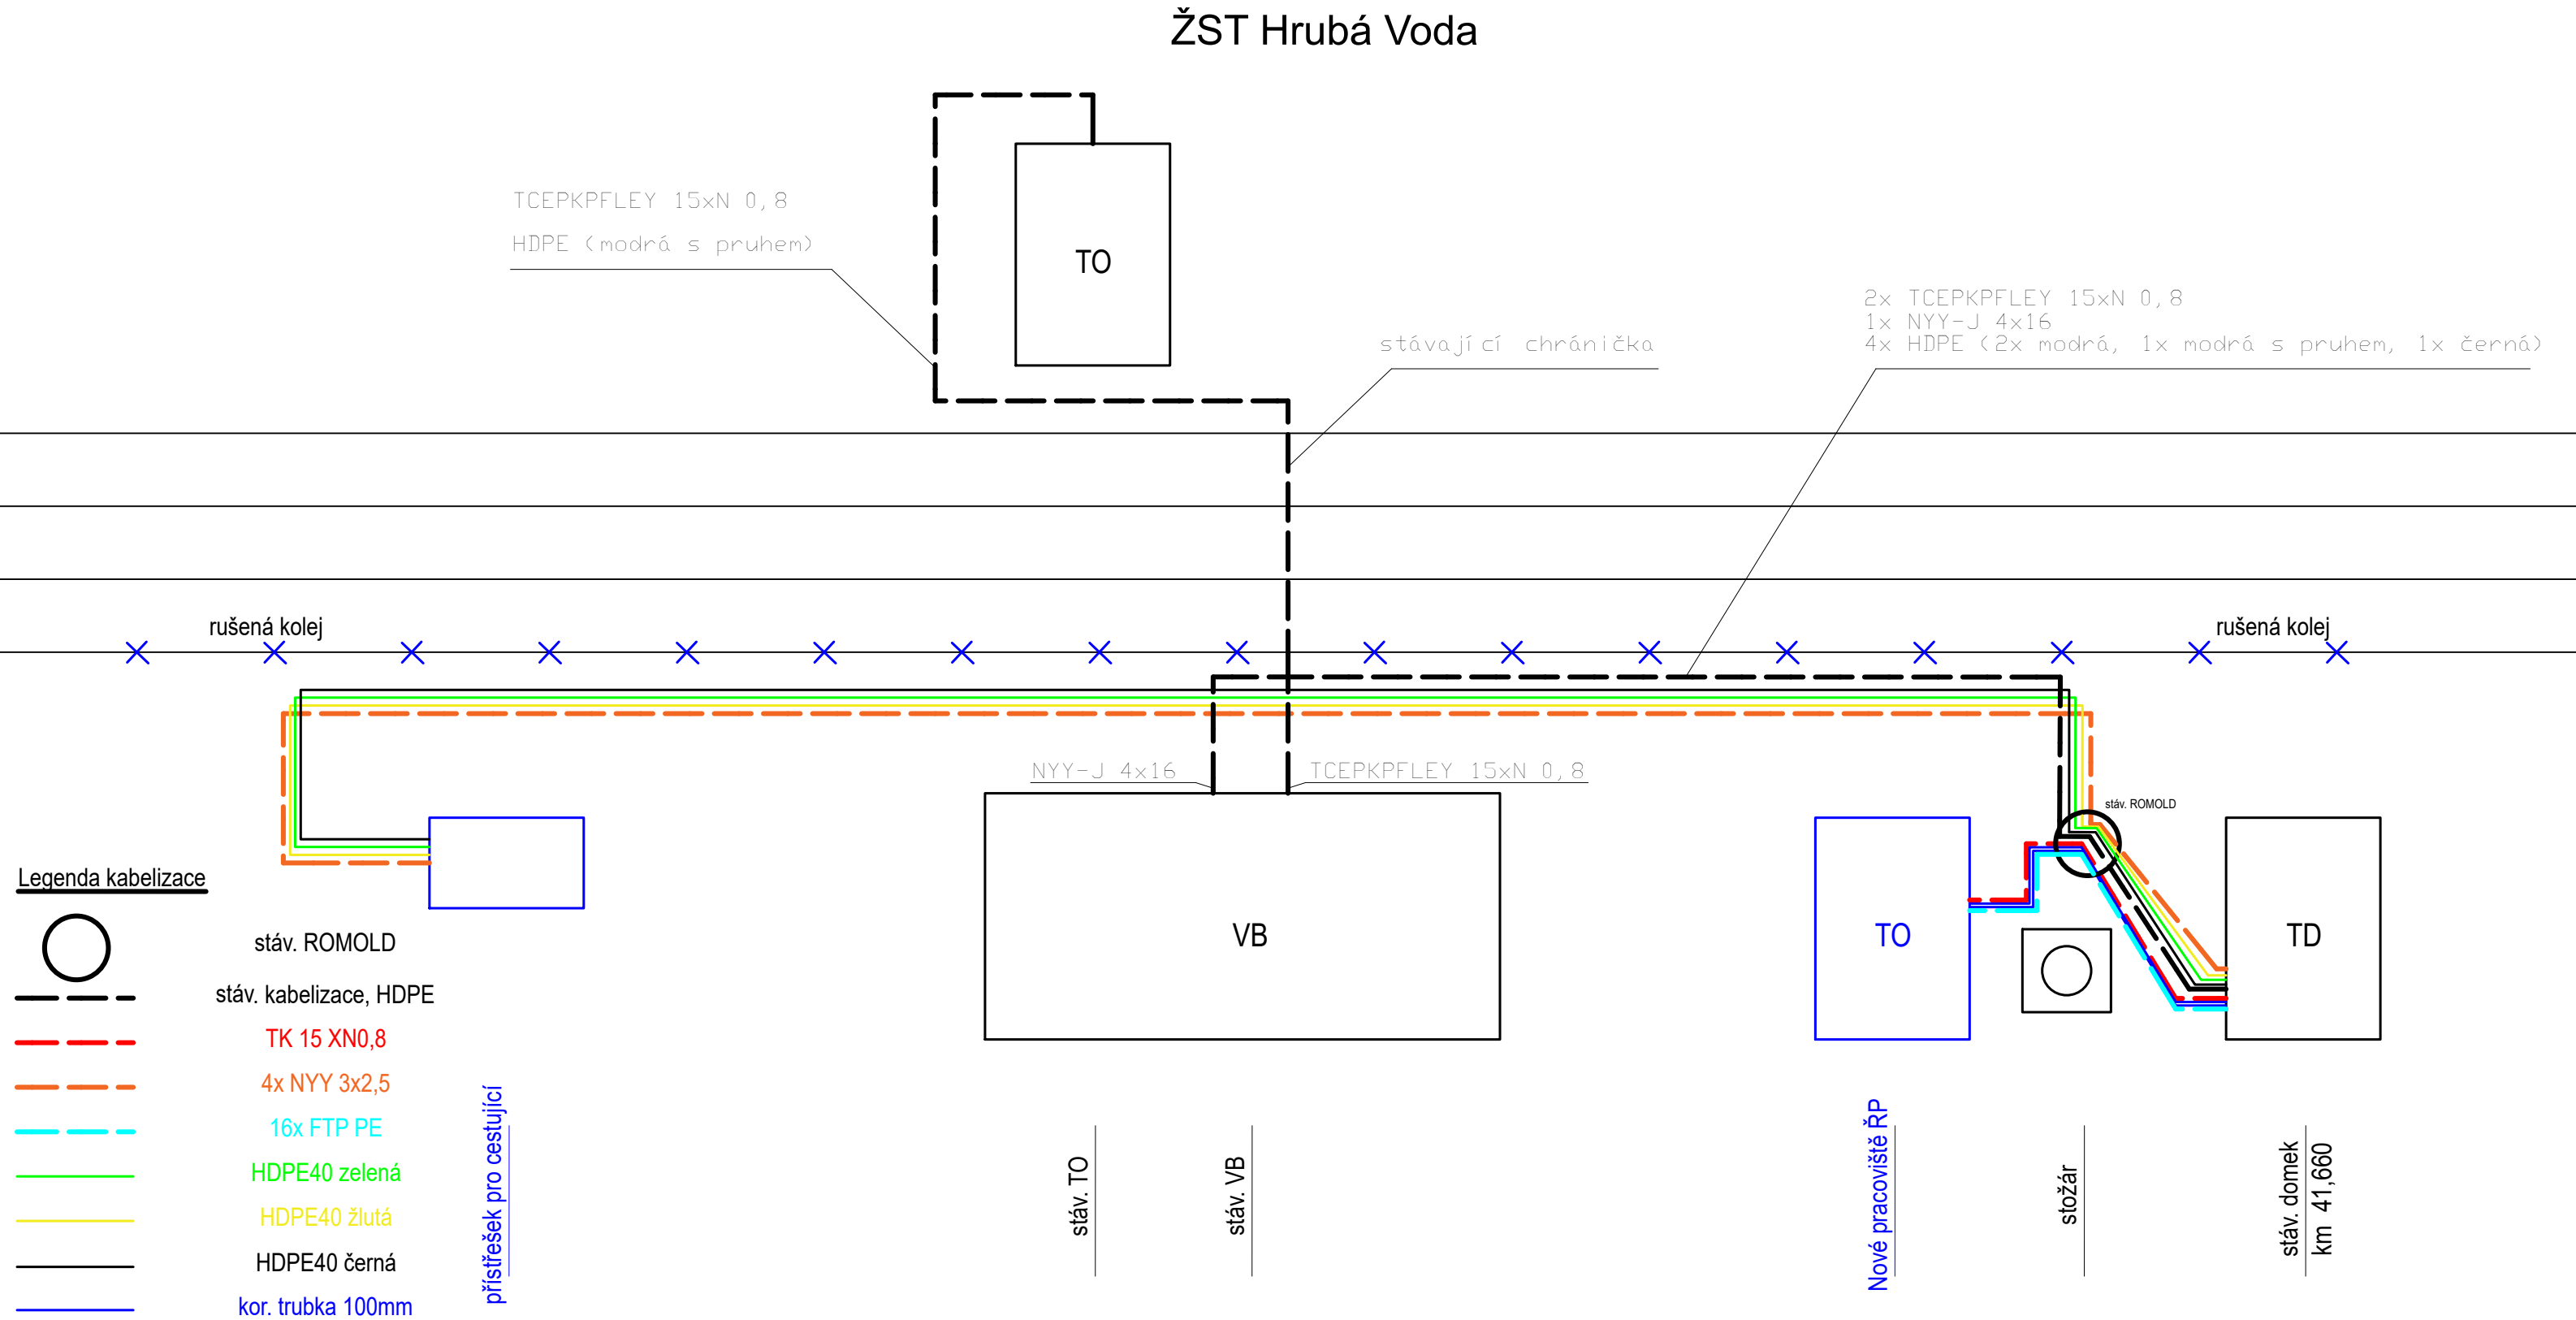 ŽST Hrubá Voda
TCEPKPFLEY 15xN 0,8
HDPE (modrá s pruhem)
TO
stávající chránička
2x TCEPKPFLEY 15xN 0,8
1x NYY-J 4x16
4x HDPE (2x modrá, 1x modrá s pruhem, 1x černá)
rušená kolej
rušená kolej
NYY-J 4x16
TCEPKPFLEY 15xN 0,8
stáv. ROMOLD
VB
TO
TD
Legenda kabelizace
stáv. ROMOLD
stáv. kabelizace, HDPE
TK 15 XN0,8
4x NYY 3x2,5
16x FTP PE
HDPE40 zelená
HDPE40 žlutá
HDPE40 černá
kor. trubka 100mm
přístřešek pro cestující
stáv. TO
stáv. VB
Nové pracoviště ŘP
stožár
stáv. domek
km 41,660